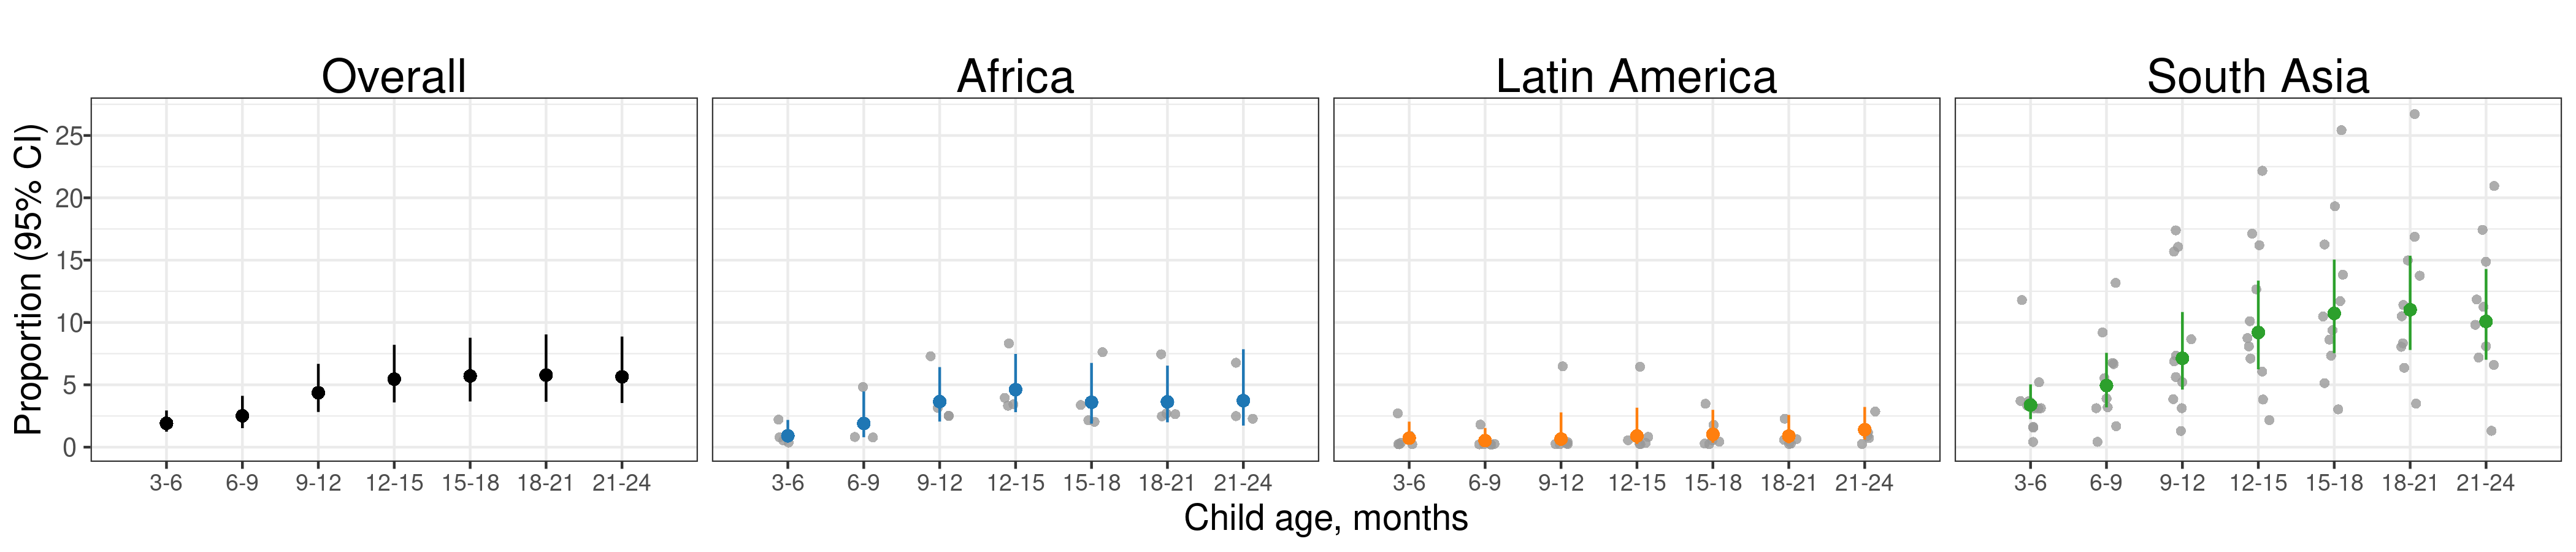 Overall
Africa
Latin America
South Asia
Proportion (95% CI)
25
20
15
10
5
0
3-6 6-9 9-12 12-15 15-18 18-21 21-24
3-6 6-9 9-12 12-15 15-18 18-21 21-24
3-6 6-9 9-12 12-15 15-18 18-21 21-24
3-6 6-9 9-12 12-15 15-18 18-21 21-24
Child age, months